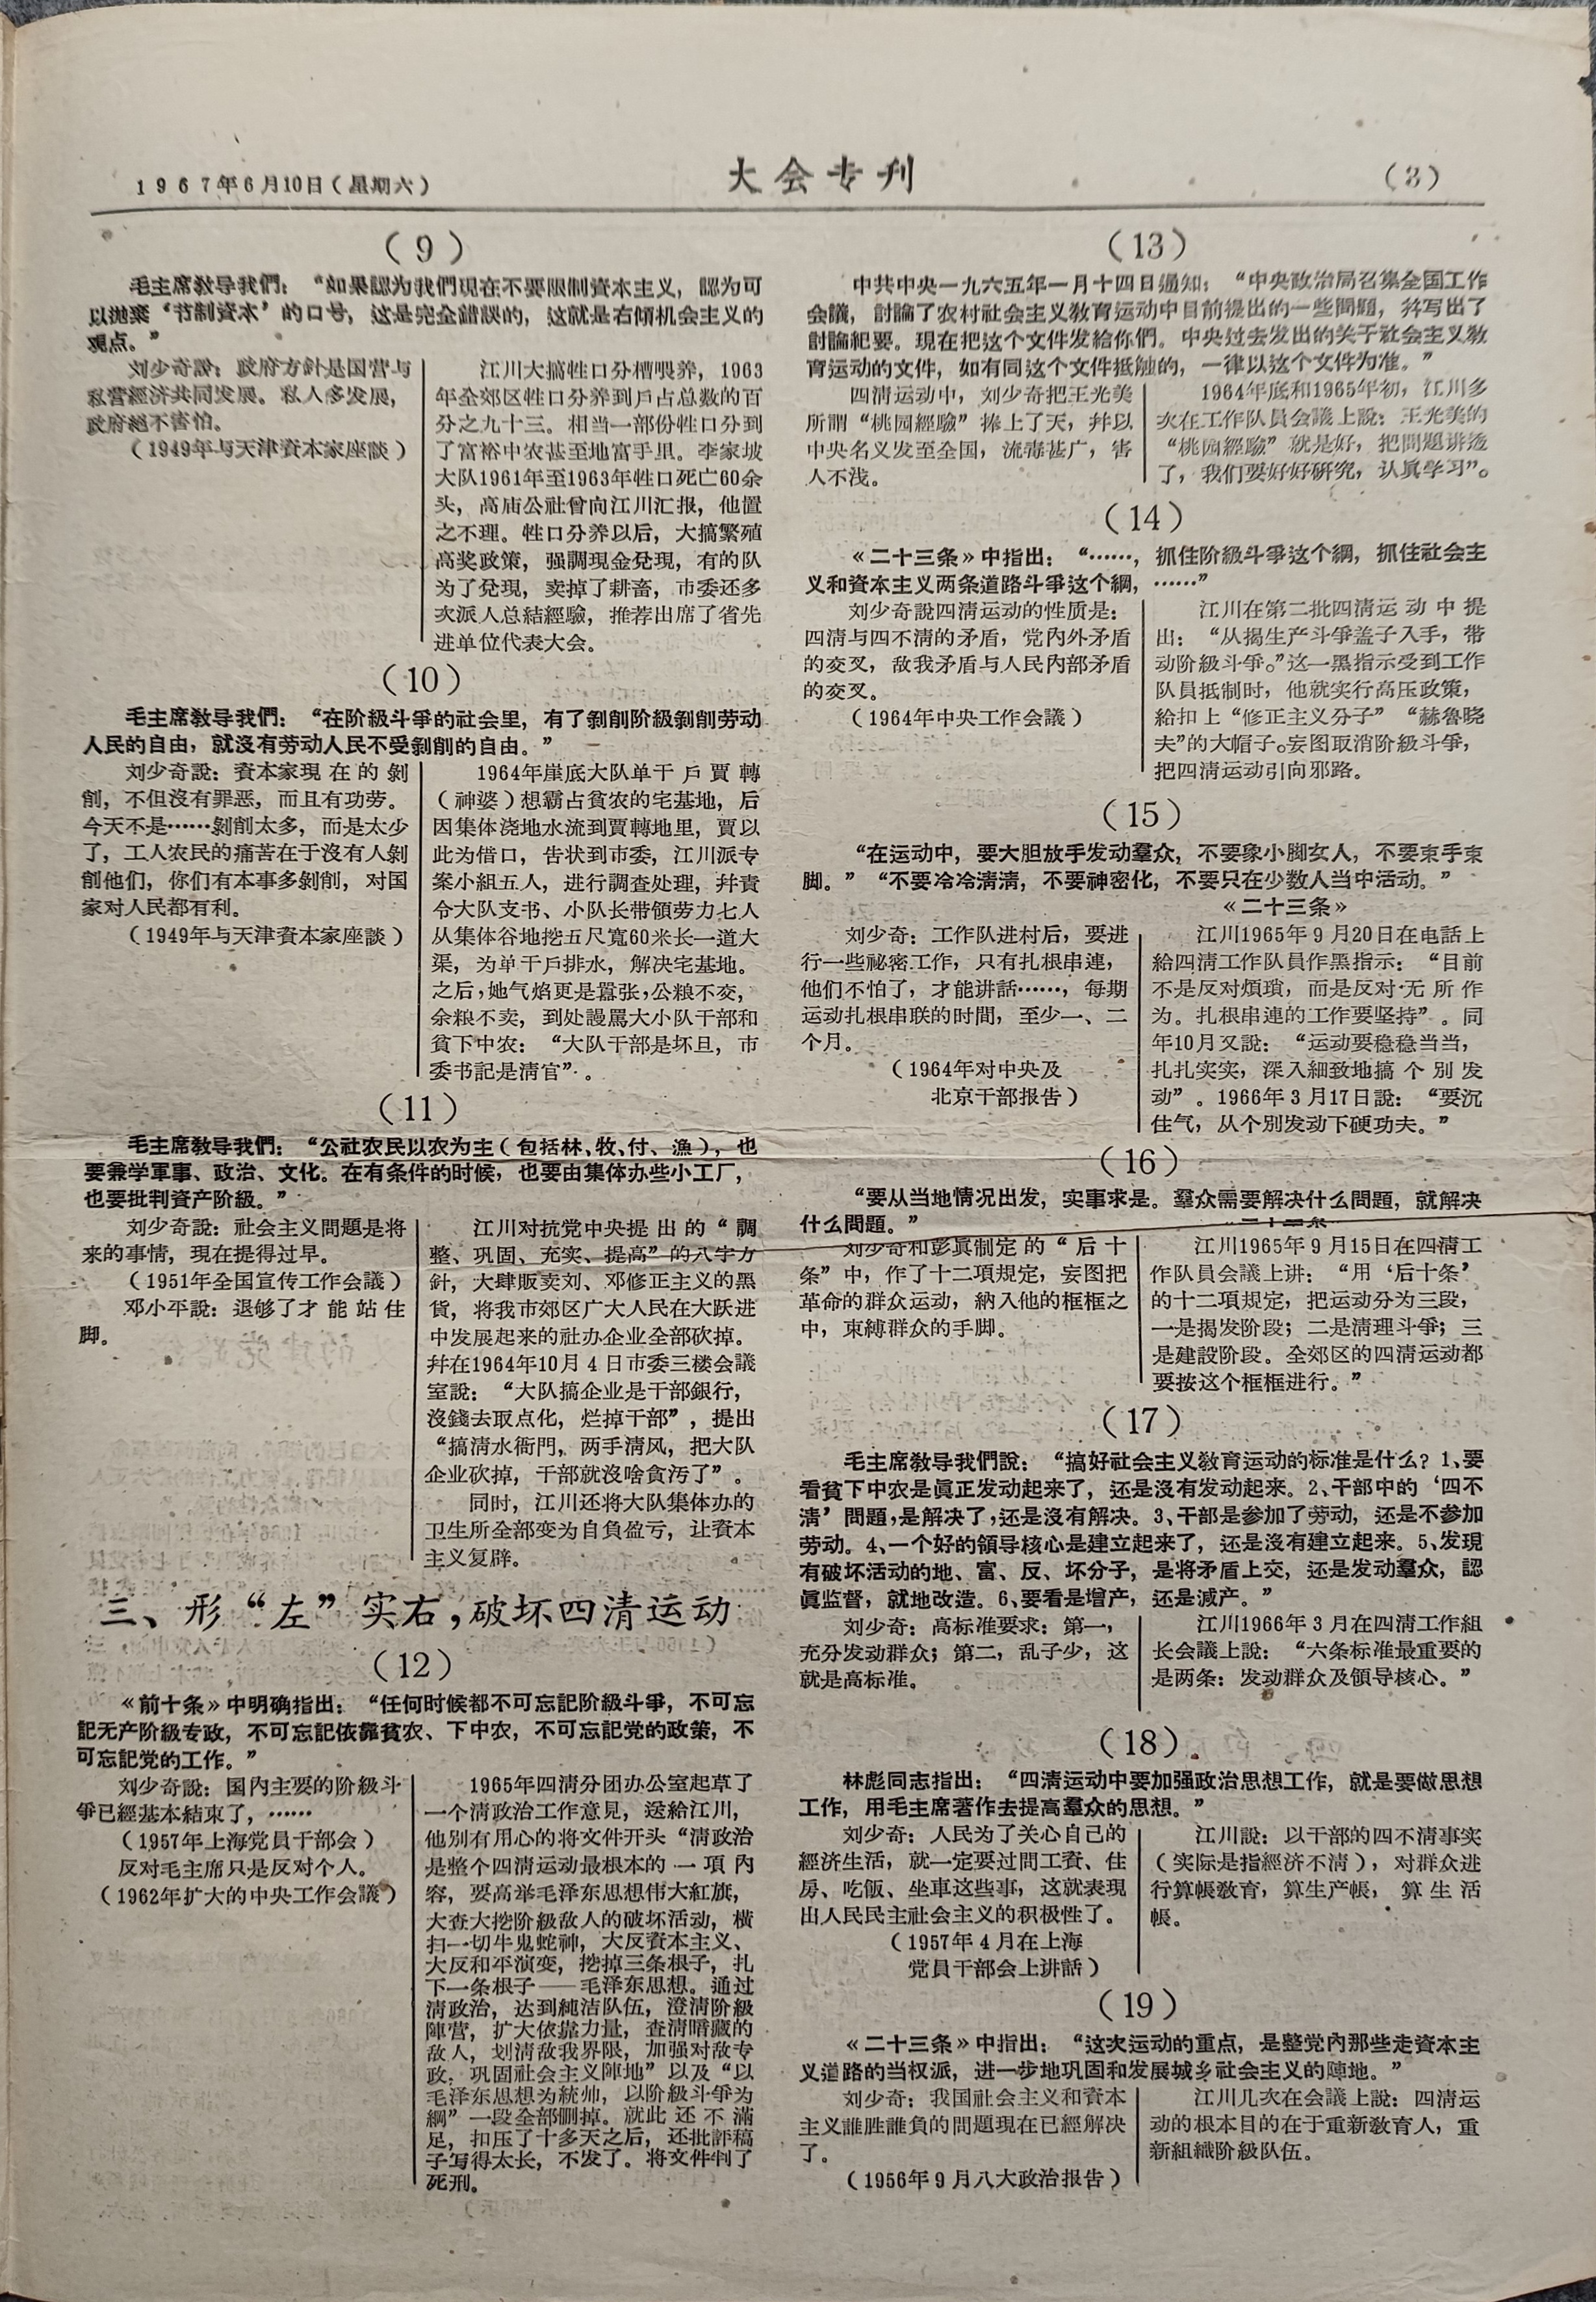 1967年6月10日(星期六)
大会专刊
(3)
(9)
毛主席教导我們:“如果認为我們現在不要限制資本主义,認为可
以抛棄‘节制資本’的口号,这是完全錯誤的,这就是右傾机会主义的
观点。”
刘少奇說:政府方針是国营与
私营經济共同发展。私人多发展,
政府絕不害怕。
(1949年与天津資本家座談)
江川大搞牲口分槽喂养,1963
年全郊区牲口分养到戶占总数的百
分之九十三。相当一部份牲口分到
了富裕中农甚至地富手里。李家坡
大队1961年至1963年牲口死亡60余
头,高庙公社曾向江川汇报,他置
之不理。牲口分养以后,大搞繁殖
高奖政策,强調現金兌現,有的队
为了兌現,卖掉了耕畜,市委还多
次派人总結經驗,推荐出席了省先
进单位代表大会。
(10)
毛主席教导我們:“在阶級斗爭的社会里,有了剝削阶級剝削劳动
人民的自由,就沒有劳动人民不受剝削的自由。”
刘少奇說:資本家現在的剝
削,不但沒有罪恶,而且有功劳。
今天不是……剝削太多,而是太少
了,工人农民的痛苦在于沒有人剝
削他們,你们有本事多剝削,对国
家对人民都有利。
(1949年与天津資本家座談)
1964年崖底大队单干戶賈轉
(神婆)想霸占貧农的宅基地,后
因集体浇地水流到賈轉地里,賈以
此为借口,告状到市委,江川派专
案小組五人,进行調查处理,幷責
令大队支书、小队长带領劳力七人
从集体谷地挖五尺寬60米长一道大
渠,为单干戶排水,解决宅基地。
之后,她气焰更是囂张,公粮不交,
余粮不卖,到处謾駡大小队干部和
貧下中农:“大队干部是坏旦,市
委书記是淸官”。
(11)
毛主席教导我們:“公社农民以农为主(包括林、牧、付、漁),也
要兼学軍事、政治、文化。在有条件的时候,也要由集体办些小工厂,
也要批判資产阶級。”
刘少奇說:社会主义問題是将
来的事情,現在提得过早。
(1951年全国宣传工作会議)
邓小平說:退够了才能站住
脚。
江川对抗党中央提出的“調
整、巩固、充实、提高”的八字方
針,大肆販卖刘、邓修正主义的黑
貨,将我市郊区广大人民在大跃进
中发展起来的社办企业全部砍掉。
幷在1964年10月4日市委三楼会議
室說:“大队搞企业是干部銀行,
沒錢去取点化,烂掉干部”,提出
“搞淸水衙門,两手淸风,把大队
企业砍掉,干部就沒啥貪汚了”。
同时,江川还将大队集体办的
卫生所全部变为自負盈亏,让資本
主义复辟。
三、形“左”实右,破坏四清运动
(12)
《前十条》中明确指出:“任何时候都不可忘記阶級斗爭,不可忘
記无产阶級专政,不可忘記依靠貧农、下中农,不可忘記党的政策,不
可忘記党的工作。”
刘少奇說:国內主要的阶級斗
爭已經基本結束了,……
(1957年上海党員干部会)
反对毛主席只是反对个人。
(1962年扩大的中央工作会議)
1965年四淸分团办公室起草了
一个淸政治工作意見,送給江川,
他別有用心的将文件开头“淸政治
是整个四淸运动最根本的一項內
容,要高举毛泽东思想伟大紅旗,
大查大挖阶級敌人的破坏活动,橫
扫一切牛鬼蛇神,大反資本主义、
大反和平演变,挖掉三条根子,扎
下一条根子——毛泽东思想。通过
淸政治,达到純洁队伍,澄淸阶級
陣营,扩大依靠力量,查淸暗藏的
敌人,划淸敌我界限,加强对敌专
政,巩固社会主义陣地”以及“以
毛泽东思想为統帅,以阶級斗爭为
綱”一段全部删掉。就此还不滿
足,扣压了十多天之后,还批評稿
子写得太长,不发了。将文件判了
死刑。
(13)
中共中央一九六五年一月十四日通知:“中央政治局召集全国工作
会議,討論了农村社会主义教育运动中目前提出的一些問題,幷写出了
討論紀要。現在把这个文件发給你們。中央过去发出的关于社会主义教
育运动的文件,如有同这个文件抵触的,一律以这个文件为准。”
四淸运动中,刘少奇把王光美
所謂“桃园經驗”捧上了天,幷以
中央名义发至全国,流毒甚广,害
人不浅。
1964年底和1965年初,江川多
次在工作队員会議上說:王光美的
“桃园經驗”就是好,把問題讲透
了,我们要好好研究,认眞学习”。
(14)
《二十三条》中指出:“……,抓住阶級斗爭这个綱,抓住社会主
义和資本主义两条道路斗爭这个綱,……”
刘少奇說四淸运动的性质是:
四淸与四不淸的矛盾,党內外矛盾
的交叉,敌我矛盾与人民內部矛盾
的交叉。
(1964年中央工作会議)
江川在第二批四淸运动中提
出:“从揭生产斗爭盖子入手,带
动阶級斗爭。”这一黑指示受到工作
队員抵制时,他就实行高压政策,
給扣上“修正主义分子”“赫魯晓
夫”的大帽子。妄图取消阶級斗爭,
把四淸运动引向邪路。
(15)
“在运动中,要大胆放手发动羣众,不要象小脚女人,不要束手束
脚。”“不要冷冷淸淸,不要神密化,不要只在少数人当中活动。”
《二十三条》
刘少奇:工作队进村后,要进
行一些祕密工作,只有扎根串連,
他们不怕了,才能讲話……,每期
运动扎根串联的时間,至少一、二
个月。
(1964年对中央及
北京干部报告)
江川1965年9月20日在电話上
給四淸工作队員作黑指示:“目前
不是反对煩瑣,而是反对无所作
为。扎根串連的工作要坚持”。同
年10月又說:“运动要稳稳当当,
扎扎实实,深入細致地搞个別发
动”。1966年3月17日說:“要沉
住气,从个別发动下硬功夫。”
(16)
“要从当地情况出发,实事求是。羣众需要解决什么問題,就解决
什么問題。”
刘少奇和彭眞制定的“后十
条”中,作了十二項規定,妄图把
革命的群众运动,納入他的框框之
中,束縛群众的手脚。
江川1965年9月15日在四淸工
作队員会議上讲:“用‘后十条’
的十二項規定,把运动分为三段,
一是揭发阶段;二是淸理斗爭;三
是建設阶段。全郊区的四淸运动都
要按这个框框进行。”
(17)
毛主席教导我們說:“搞好社会主义教育运动的标准是什么?1、要
看貧下中农是眞正发动起来了,还是沒有发动起来。2、干部中的‘四不
淸’問題,是解决了,还是沒有解决。3、干部是参加了劳动,还是不参加
劳动。4、一个好的領导核心是建立起来了,还是沒有建立起来。5、发現
有破坏活动的地、富、反、坏分子,是将矛盾上交,还是发动羣众,認
眞监督,就地改造。6、要看是增产,还是減产。”
刘少奇:高标准要求:第一,
充分发动群众;第二,乱子少,这
就是高标准。
江川1966年3月在四淸工作組
长会議上說:“六条标准最重要的
是两条:发动群众及領导核心。”
(18)
林彪同志指出:“四淸运动中要加强政治思想工作,就是要做思想
工作,用毛主席著作去提高羣众的思想。”
刘少奇:人民为了关心自己的
經济生活,就一定要过問工資、住
房、吃飯、坐車这些事,这就表現
出人民民主社会主义的积极性了。
(1957年4月在上海
党員干部会上讲話)
江川說:以干部的四不淸事实
(实际是指經济不淸),对群众进
行算帳教育,算生产帳,算生活
帳。
(19)
《二十三条》中指出:“这次运动的重点,是整党內那些走資本主
义道路的当权派,进一步地巩固和发展城乡社会主义的陣地。”
刘少奇:我国社会主义和資本
主义誰胜誰負的問題現在已經解决
了。
(1956年9月八大政治报告)
江川几次在会議上說:四淸运
动的根本目的在于重新教育人,重
新組織阶級队伍。